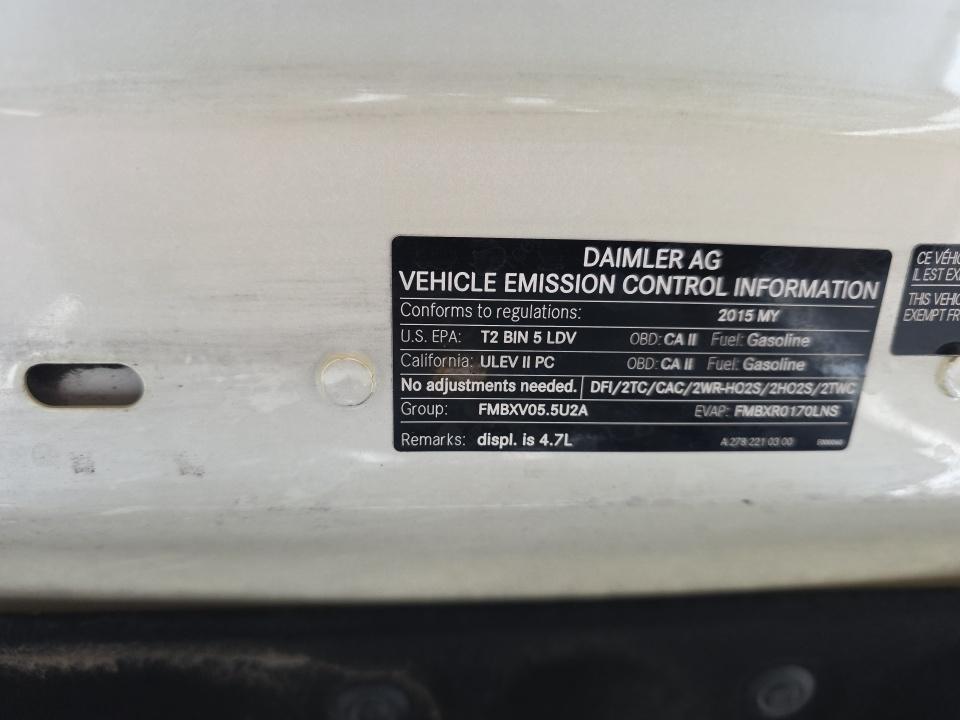 DAIMLER AG
VEHICLE EMISSION CONTROL INFORMATION
Conforms to regulations: 2015 MY
U.S. EPA: T2 BIN 5 LDV OBD: CA II Fuel: Gasoline
California: ULEV II PC OBD: CA II Fuel: Gasoline
No adjustments needed. DFI/2TC/CAC/2WR-HO2S/2HO2S/2TWC
Group: FMBXV05.5U2A EVAP: FMBXR0170LNS
Remarks: displ. is 4.7L A 278 221 03 00
CE VÉHI
IL EST EX
THIS VEHIC
EXEMPT FR